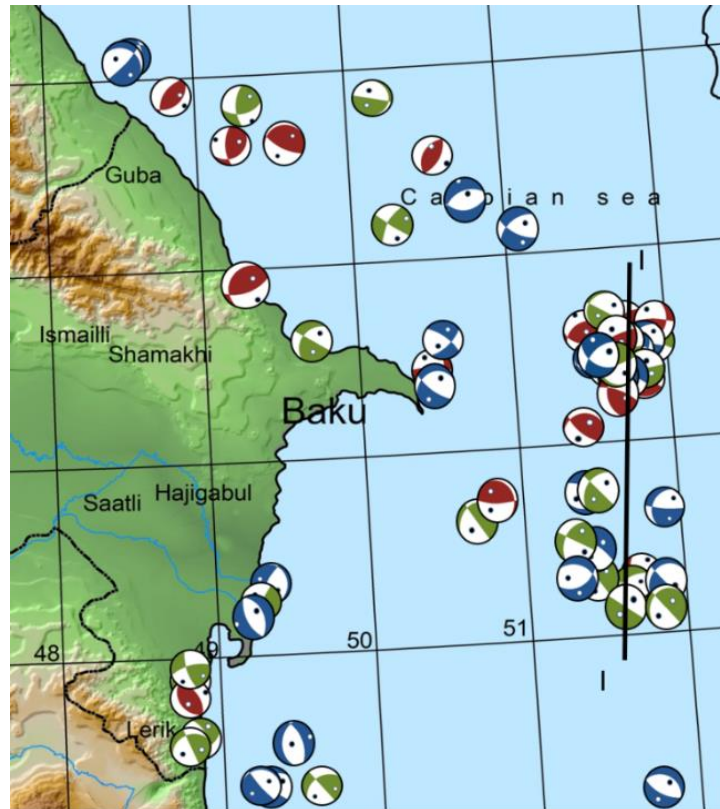 Guba
Caspian sea
I
Ismailli
Shamakhi
Baku
Hajigabul
Saatli
48
49
50
51
I
Lerik